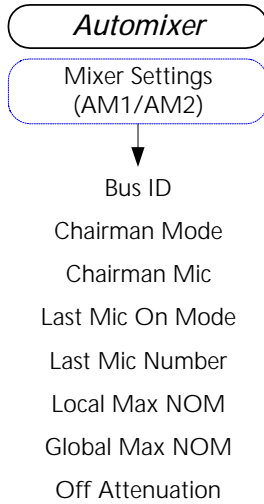 Automixer
Mixer Settings
(AM1/AM2)
Bus ID
Chairman Mode
Chairman Mic
Last Mic On Mode
Last Mic Number
Local Max NOM
Global Max NOM
Off Attenuation